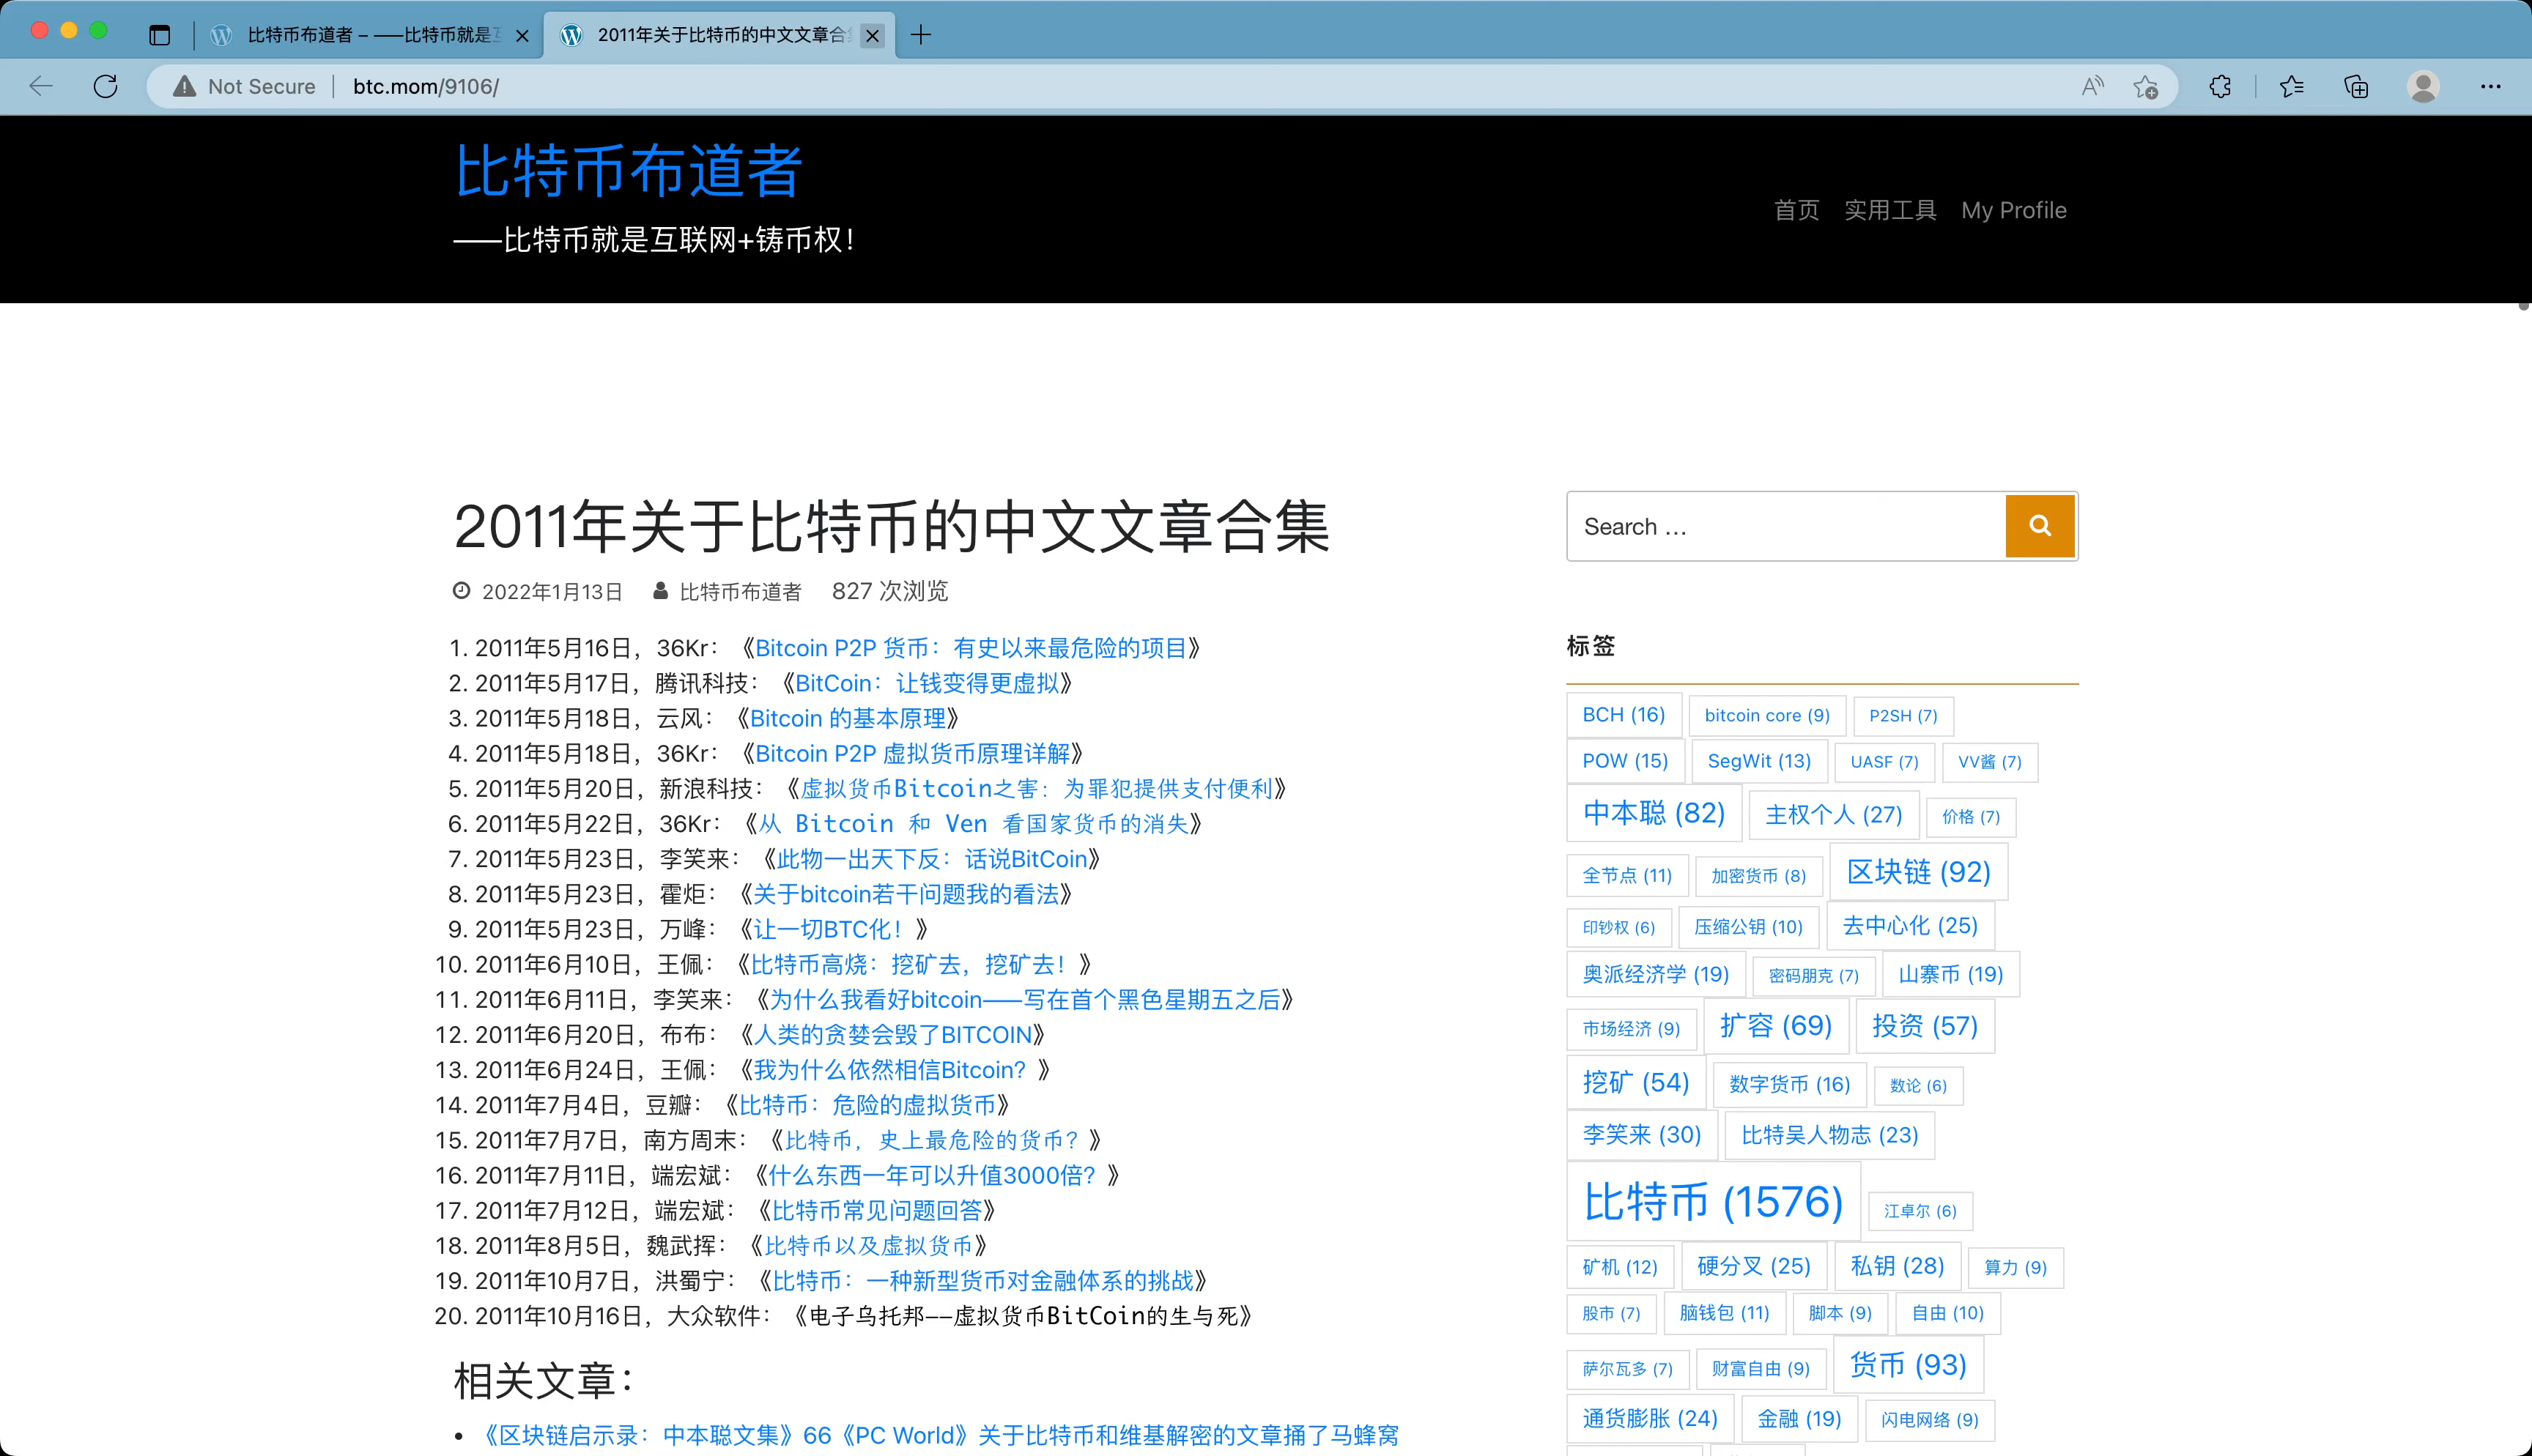 比特币布道者 – ——比特币就是互
2011年关于比特币的中文文章合集
Not Secure
btc.mom/9106/
比特币布道者
——比特币就是互联网+铸币权！
首页 实用工具 My Profile
2011年关于比特币的中文文章合集
2022年1月13日 比特币布道者 827 次浏览
1. 2011年5月16日，36Kr：《Bitcoin P2P 货币：有史以来最危险的项目》
2. 2011年5月17日，腾讯科技：《BitCoin：让钱变得更虚拟》
3. 2011年5月18日，云风：《Bitcoin 的基本原理》
4. 2011年5月18日，36Kr：《Bitcoin P2P 虚拟货币原理详解》
5. 2011年5月20日，新浪科技：《虚拟货币Bitcoin之害：为罪犯提供支付便利》
6. 2011年5月22日，36Kr：《从 Bitcoin 和 Ven 看国家货币的消失》
7. 2011年5月23日，李笑来：《此物一出天下反：话说BitCoin》
8. 2011年5月23日，霍炬：《关于bitcoin若干问题我的看法》
9. 2011年5月23日，万峰：《让一切BTC化！》
10. 2011年6月10日，王佩：《比特币高烧：挖矿去，挖矿去！》
11. 2011年6月11日，李笑来：《为什么我看好bitcoin——写在首个黑色星期五之后》
12. 2011年6月20日，布布：《人类的贪婪会毁了BITCOIN》
13. 2011年6月24日，王佩：《我为什么依然相信Bitcoin？》
14. 2011年7月4日，豆瓣：《比特币：危险的虚拟货币》
15. 2011年7月7日，南方周末：《比特币，史上最危险的货币？》
16. 2011年7月11日，端宏斌：《什么东西一年可以升值3000倍？》
17. 2011年7月12日，端宏斌：《比特币常见问题回答》
18. 2011年8月5日，魏武挥：《比特币以及虚拟货币》
19. 2011年10月7日，洪蜀宁：《比特币：一种新型货币对金融体系的挑战》
20. 2011年10月16日，大众软件：《电子乌托邦——虚拟货币BitCoin的生与死》
相关文章：
• 《区块链启示录：中本聪文集》66《PC World》关于比特币和维基解密的文章捅了马蜂窝
Search …
标签
BCH (16) bitcoin core (9) P2SH (7)
POW (15) SegWit (13) UASF (7) VV酱 (7)
中本聪 (82) 主权个人 (27) 价格 (7)
全节点 (11) 加密货币 (8) 区块链 (92)
印钞权 (6) 压缩公钥 (10) 去中心化 (25)
奥派经济学 (19) 密码朋克 (7) 山寨币 (19)
市场经济 (9) 扩容 (69) 投资 (57)
挖矿 (54) 数字货币 (16) 数论 (6)
李笑来 (30) 比特吴人物志 (23)
比特币 (1576) 江卓尔 (6)
矿机 (12) 硬分叉 (25) 私钥 (28) 算力 (9)
股市 (7) 脑钱包 (11) 脚本 (9) 自由 (10)
萨尔瓦多 (7) 财富自由 (9) 货币 (93)
通货膨胀 (24) 金融 (19) 闪电网络 (9)